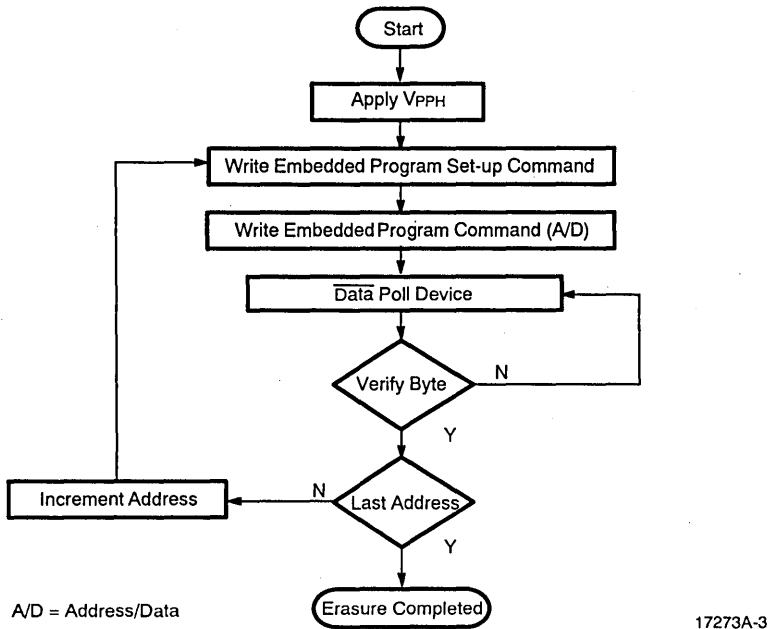 Start
Apply VPPH
Write Embedded Program Set-up Command
Write Embedded Program Command (A/D)
Data Poll Device
Verify Byte
N
Y
Increment Address
N
Last Address
Y
Erasure Completed
A/D = Address/Data
17273A-3